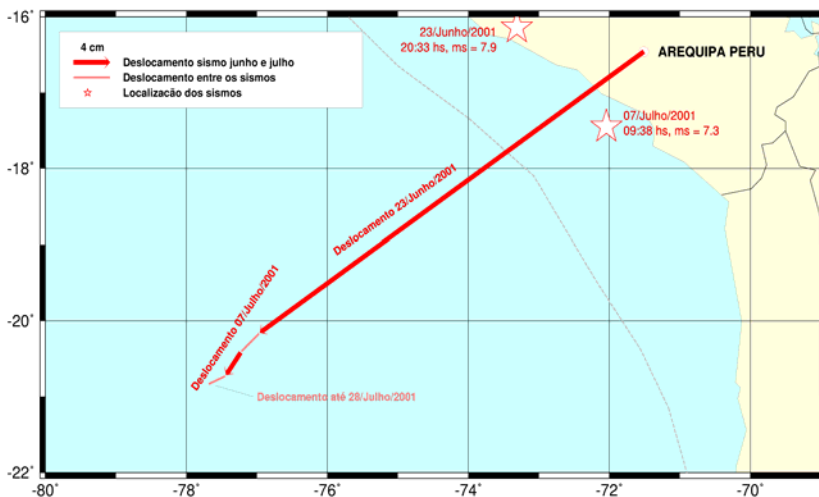 -16°
4 cm
Deslocamento sismo junho e julho
Deslocamento entre os sismos
Localização dos sismos
23/Junho/2001
20:33 hs, ms = 7.9
AREQUIPA PERU
07/Julho/2001
09:38 hs, ms = 7.3
-18°
Deslocamento 23/Junho/2001
Deslocamento 07/Julho/2001
-20°
Deslocamento até 28/Julho/2001
-22°
-80° -78° -76° -74° -72° -70°